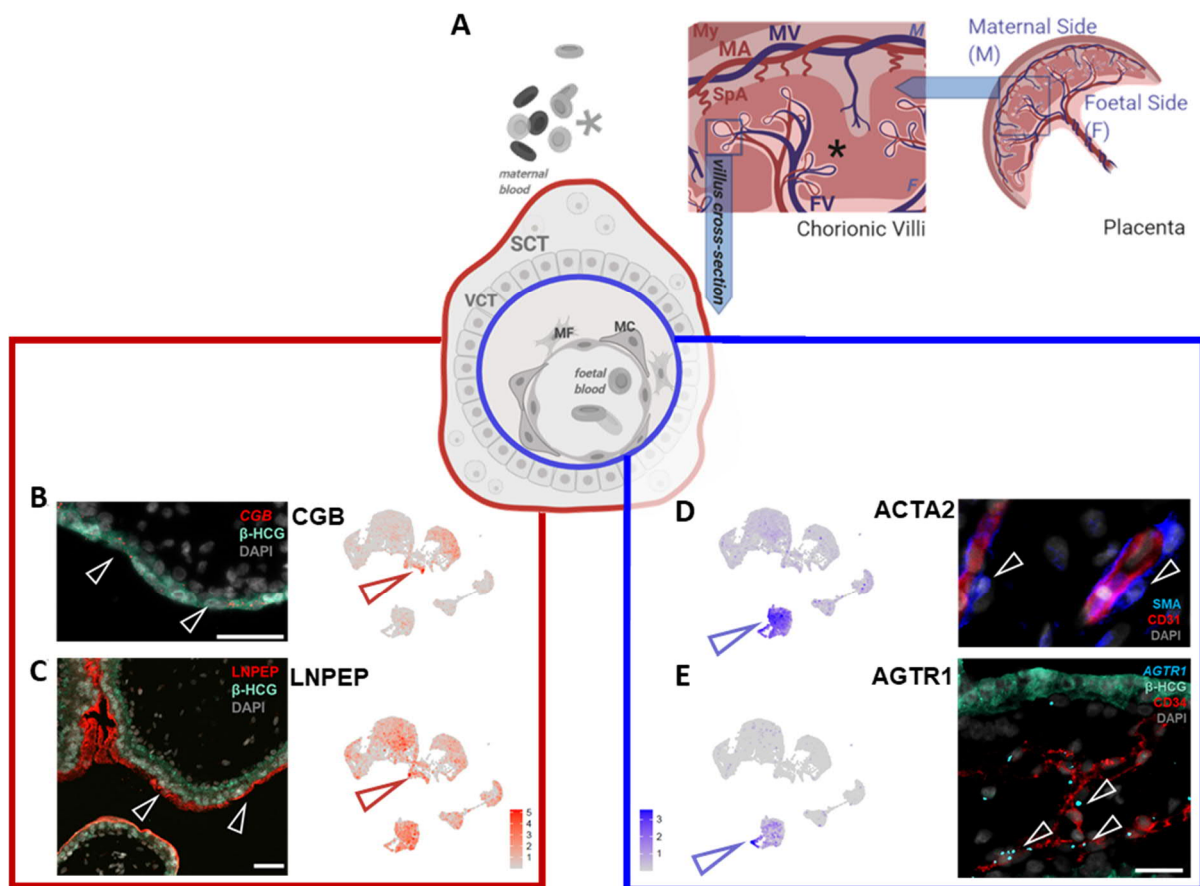 A
maternal
blood
SCT
VCT
MF
MC
foetal
blood
My
MA
MV
M
SpA
*
FV
F
villus cross-section
Chorionic Villi
Maternal Side
(M)
Foetal Side
(F)
Placenta
B
CGB
β-HCG
DAPI
CGB
C
LNPEP
β-HCG
DAPI
LNPEP
5
4
3
2
1
D
ACTA2
SMA
CD31
DAPI
E
AGTR1
3
2
1
AGTR1
β-HCG
CD34
DAPI